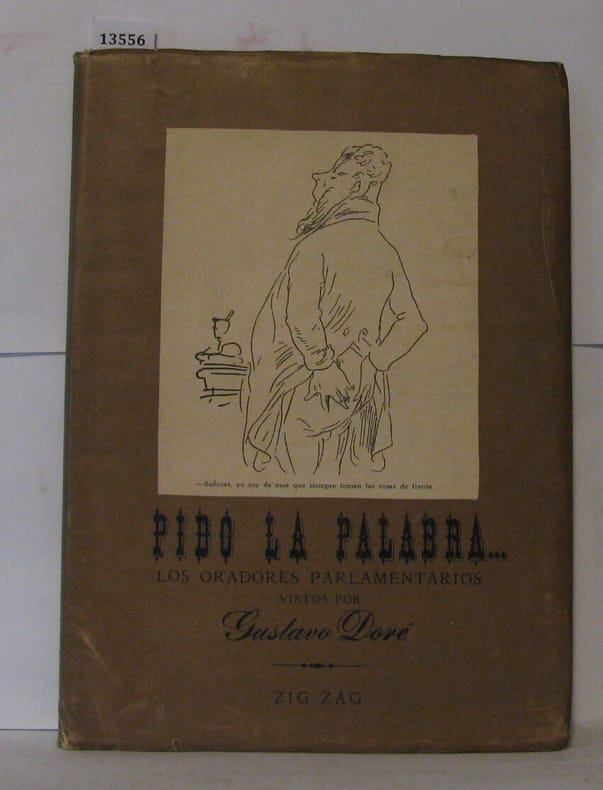 13556
—Señores, yo soy de esos que siempre toman las cosas de frente...
PIDO LA PALABRA...
LOS ORADORES PARLAMENTARIOS
VISTOS POR
Gustavo Doré
ZIG-ZAG